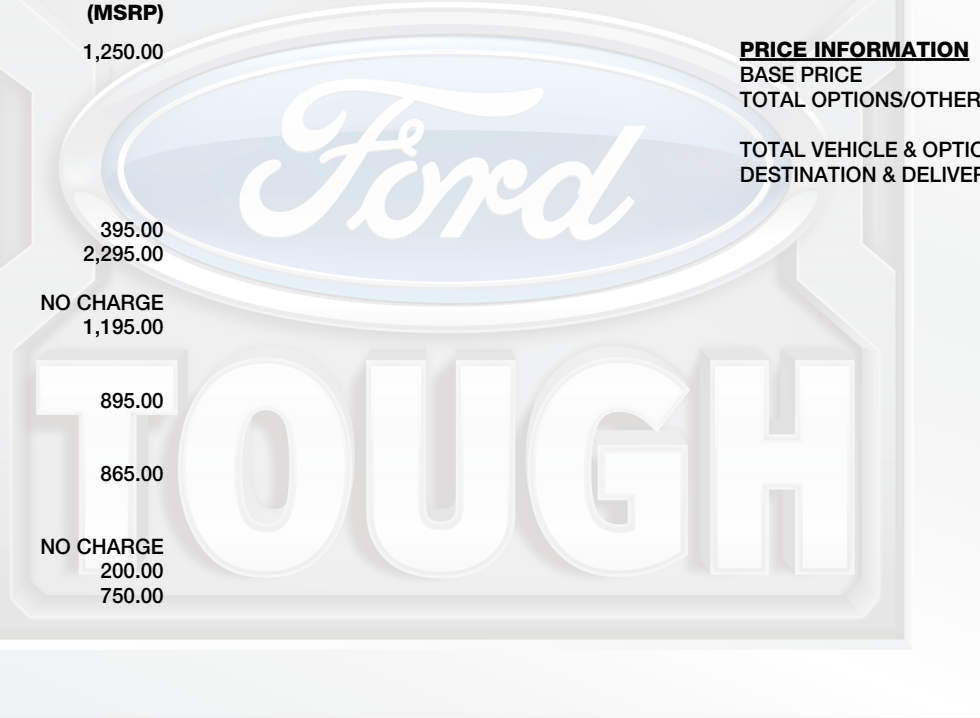 (MSRP)
1,250.00
395.00
2,295.00
NO CHARGE
1,195.00
895.00
865.00
NO CHARGE
200.00
750.00
PRICE INFORMATION
BASE PRICE
TOTAL OPTIONS/OTHER
TOTAL VEHICLE & OPTIO
DESTINATION & DELIVER
Ford
TOUGH